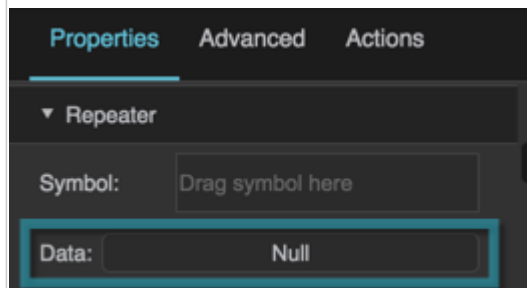 Properties Advanced Actions
Repeater
Symbol: Drag symbol here
Data: Null